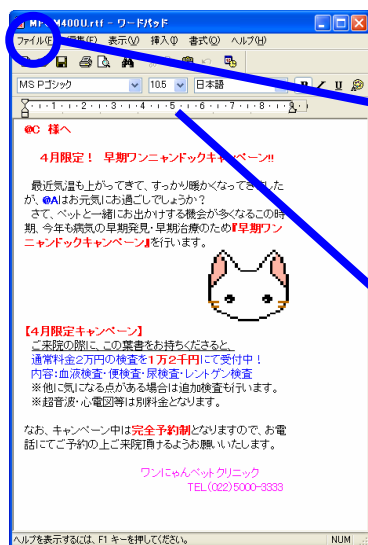 M400U.rtf - ワードパッド
ファイル(F) 編集(E) 表示(V) 挿入(I) 書式(O) ヘルプ(H)
MS Pゴシック 10.5 日本語 B / U
1 2 3 4 5 6 7 8
@C 様へ
4月限定! 早期ワンニャンドックキャンペーン!!
最近気温も上がってきて、すっかり暖かくなってきました
が、@Aはお元気にお過ごしでしょうか?
さて、ペットと一緒にお出かけする機会が多くなるこの時
期、今年も病気の早期発見・早期治療のため『早期ワン
ニャンドックキャンペーン』を行います。
【4月限定キャンペーン】
ご来院の際に、この葉書をお持ちくださると、
通常料金2万円の検査を1万2千円にて受付中!
内容:血液検査・便検査・尿検査・レントゲン検査
※他に気になる点がある場合は追加検査も行います。
※超音波・心電図等は別料金となります。
なお、キャンペーン中は完全予約制となりますので、お電
話にてご予約の上ご来院頂けるようお願いいたします。
ワンにゃんペットクリニック
TEL(022)5000-3333
ヘルプを表示するには、F1 キーを押してください。 NUM